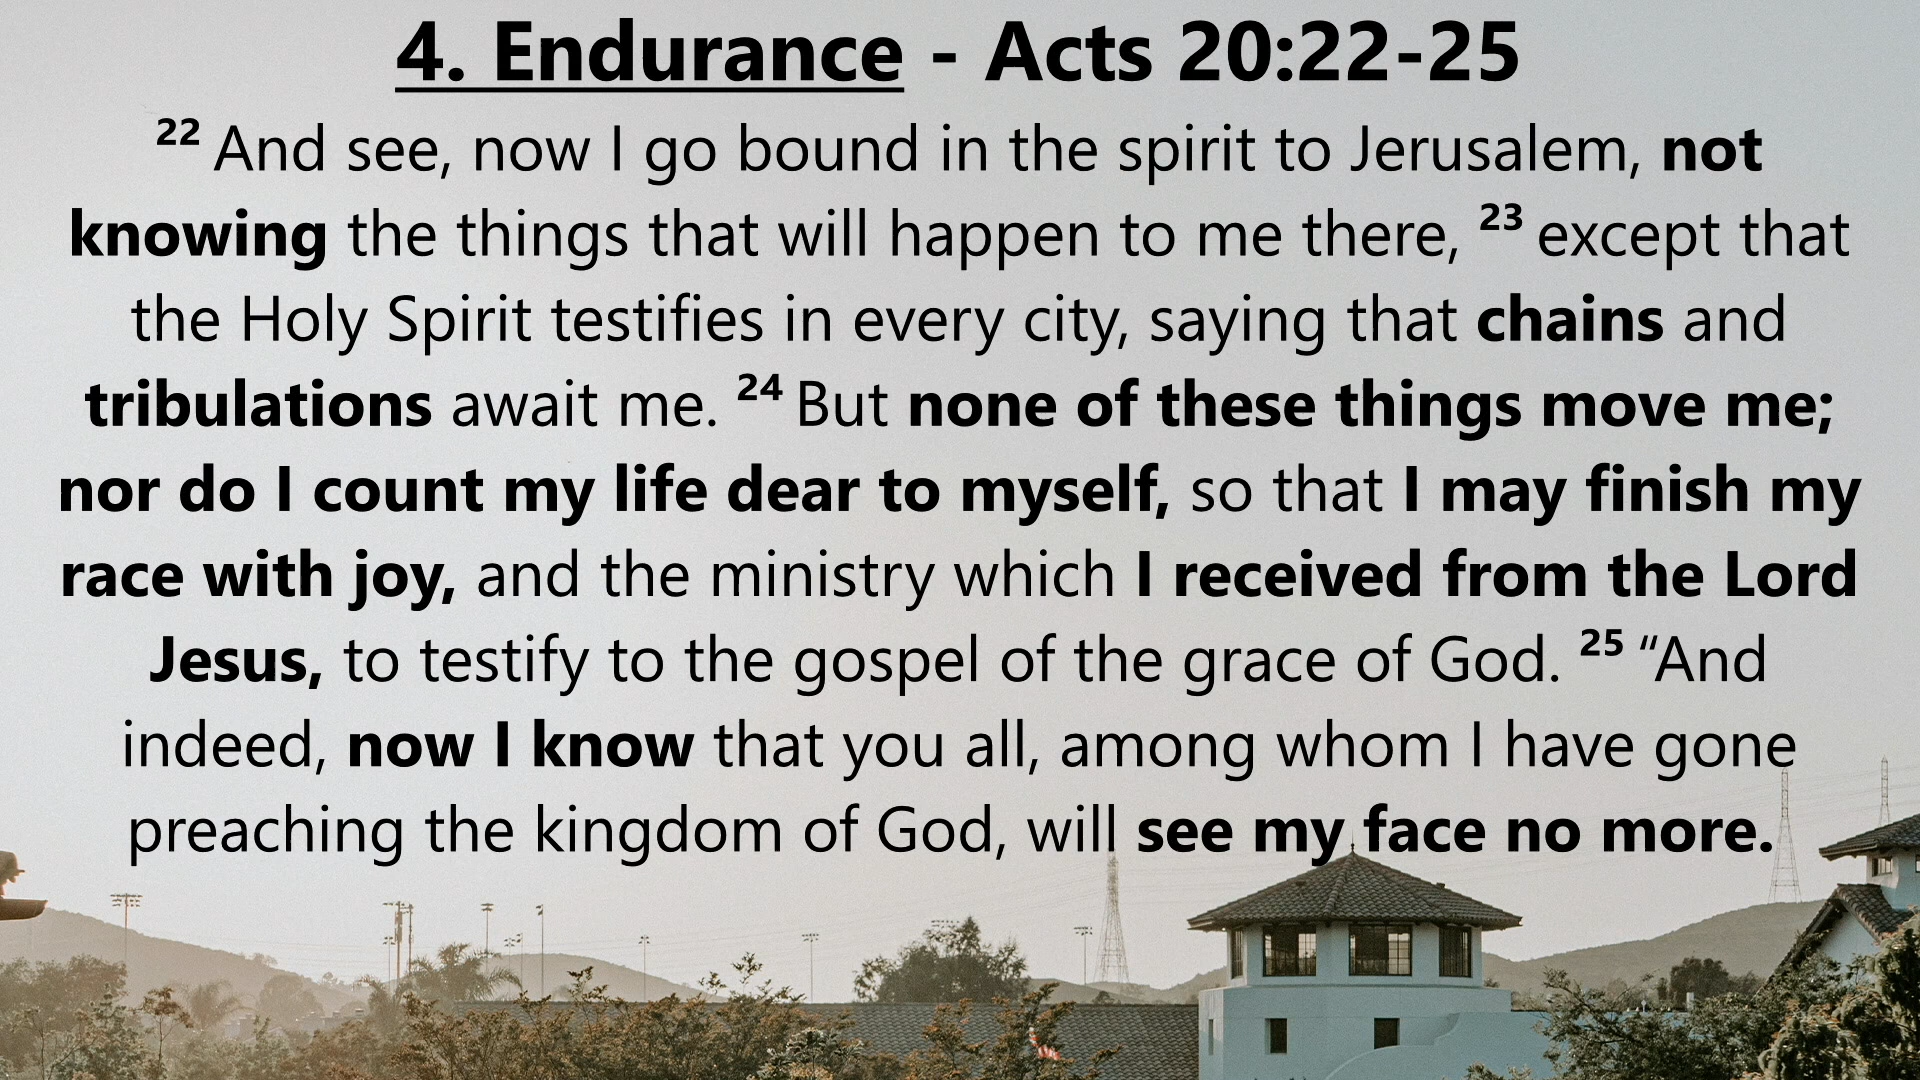 4. Endurance - Acts 20:22-25
22 And see, now I go bound in the spirit to Jerusalem, not
knowing the things that will happen to me there, 23 except that
the Holy Spirit testifies in every city, saying that chains and
tribulations await me. 24 But none of these things move me;
nor do I count my life dear to myself, so that I may finish my
race with joy, and the ministry which I received from the Lord
Jesus, to testify to the gospel of the grace of God. 25 “And
indeed, now I know that you all, among whom I have gone
preaching the kingdom of God, will see my face no more.